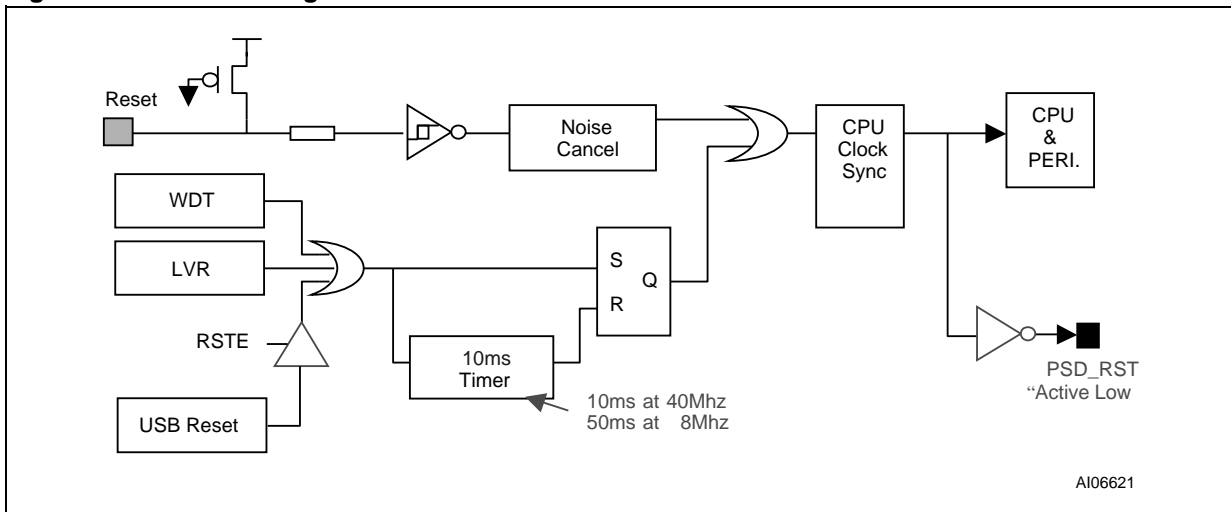 Reset
Noise
Cancel
CPU
Clock
Sync
CPU
&
PERI.
WDT
LVR
S
Q
R
RSTE
10ms
Timer
10ms at 40Mhz
50ms at 8Mhz
USB Reset
PSD_RST
“Active Low
AI06621